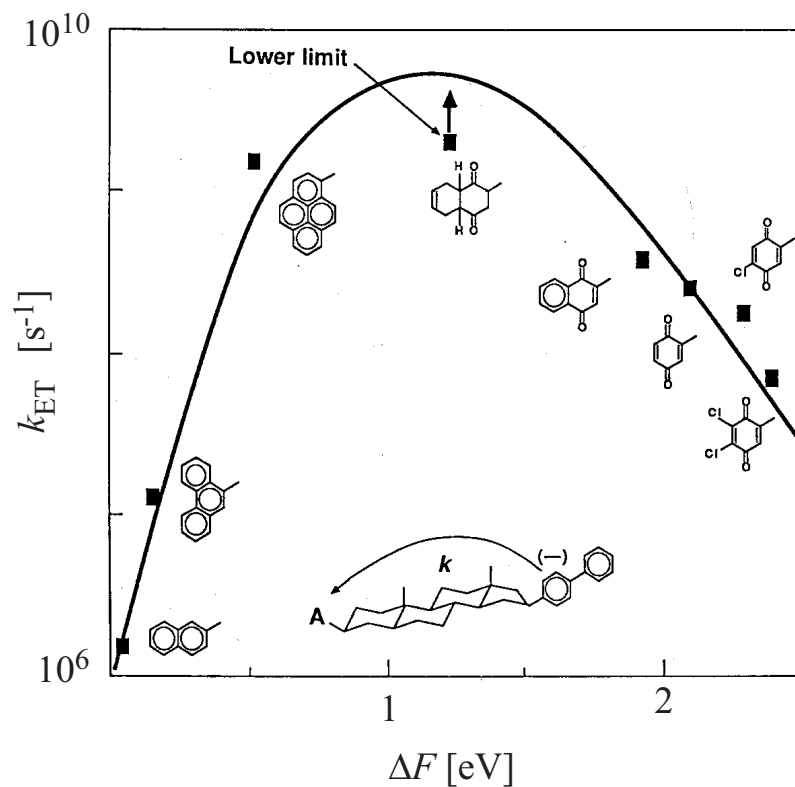 10^10
Lower limit
H
O
H
O
O
O
O
Cl
O
O
O
Cl
Cl
O
O
k_ET [s^-1]
(—)
k
A
10^6
1
2
ΔF [eV]